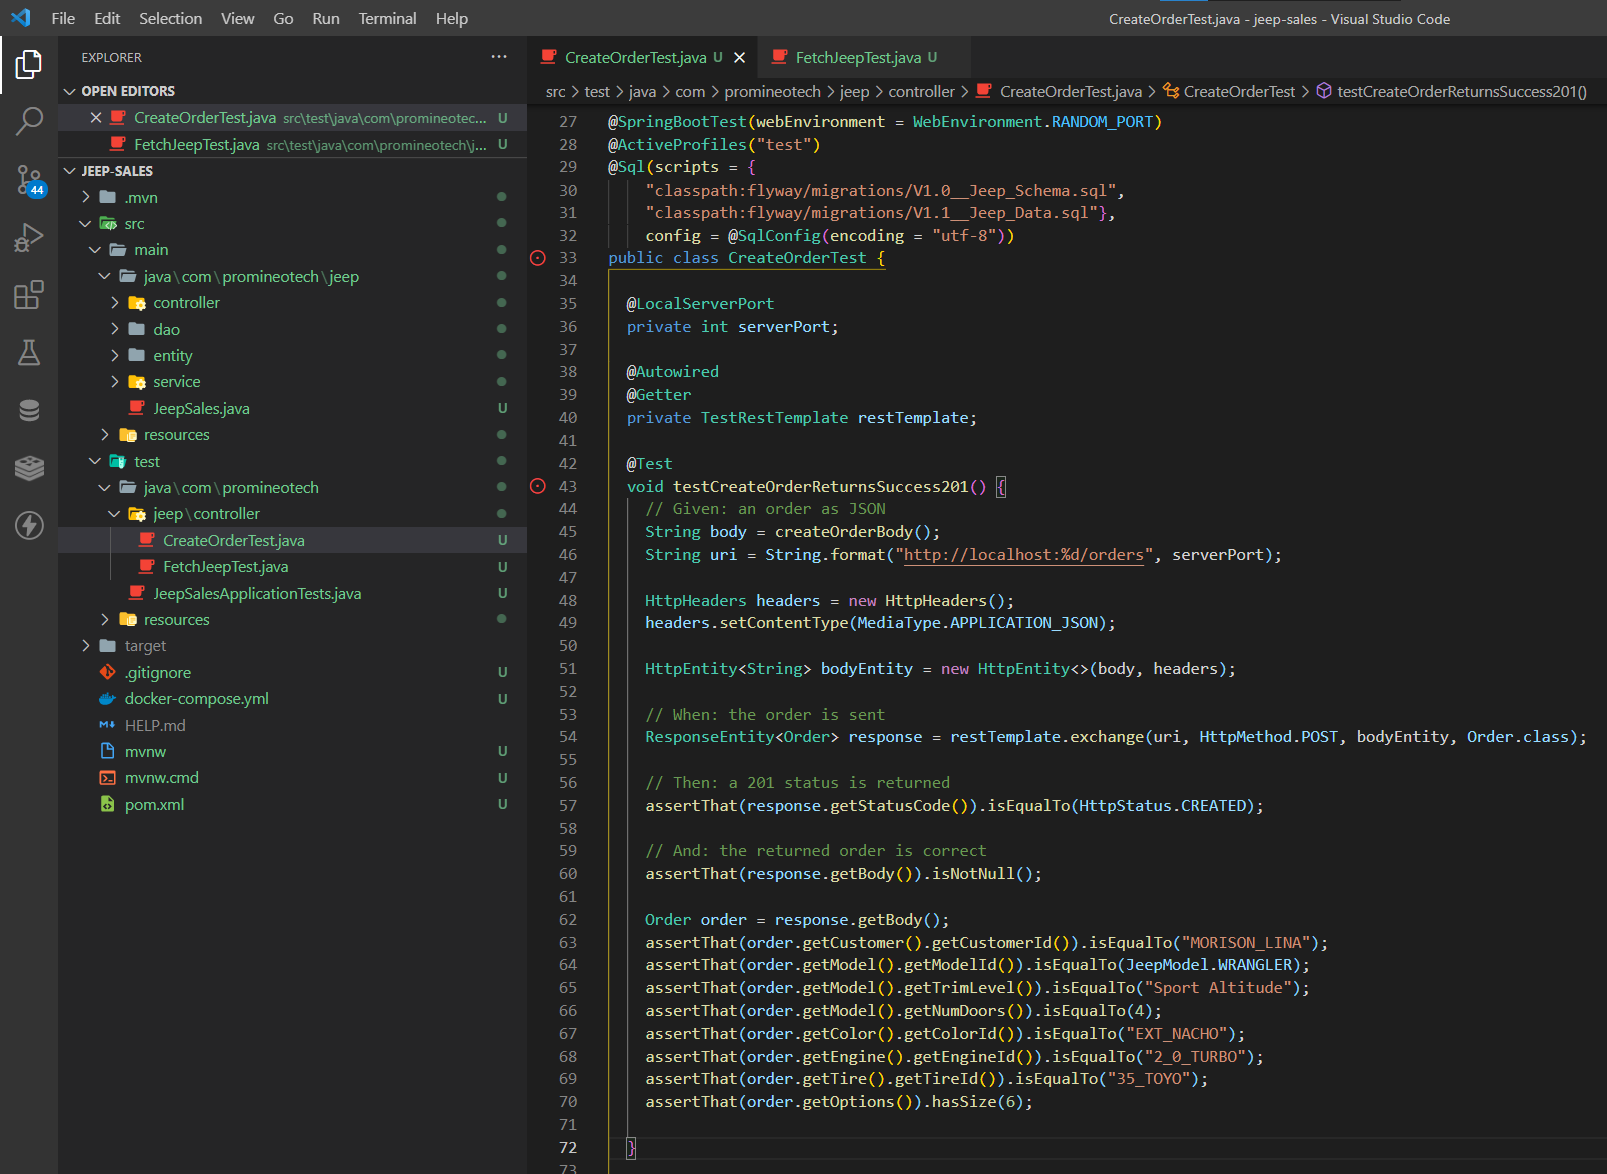 File Edit Selection View Go Run Terminal Help
CreateOrderTest.java - jeep-sales - Visual Studio Code
EXPLORER
OPEN EDITORS
CreateOrderTest.java src\test\java\com\promineotec... U
FetchJeepTest.java src\test\java\com\promineotech\j... U
JEEP-SALES
.mvn
src
main
java\com\promineotech\jeep
controller
dao
entity
service
JeepSales.java U
resources
test
java\com\promineotech
jeep\controller
CreateOrderTest.java U
FetchJeepTest.java U
JeepSalesApplicationTests.java U
resources
target
.gitignore U
docker-compose.yml U
HELP.md
mvnw U
mvnw.cmd U
pom.xml U
44
CreateOrderTest.java U
FetchJeepTest.java U
src > test > java > com > promineotech > jeep > controller > CreateOrderTest.java > CreateOrderTest > testCreateOrderReturnsSuccess201()
27 @SpringBootTest(webEnvironment = WebEnvironment.RANDOM_PORT)
28 @ActiveProfiles("test")
29 @Sql(scripts = {
30 "classpath:flyway/migrations/V1.0__Jeep_Schema.sql",
31 "classpath:flyway/migrations/V1.1__Jeep_Data.sql"},
32 config = @SqlConfig(encoding = "utf-8"))
33 public class CreateOrderTest {
34
35 @LocalServerPort
36 private int serverPort;
37
38 @Autowired
39 @Getter
40 private TestRestTemplate restTemplate;
41
42 @Test
43 void testCreateOrderReturnsSuccess201() {
44 // Given: an order as JSON
45 String body = createOrderBody();
46 String uri = String.format("http://localhost:%d/orders", serverPort);
47
48 HttpHeaders headers = new HttpHeaders();
49 headers.setContentType(MediaType.APPLICATION_JSON);
50
51 HttpEntity<String> bodyEntity = new HttpEntity<>(body, headers);
52
53 // When: the order is sent
54 ResponseEntity<Order> response = restTemplate.exchange(uri, HttpMethod.POST, bodyEntity, Order.class);
55
56 // Then: a 201 status is returned
57 assertThat(response.getStatusCode()).isEqualTo(HttpStatus.CREATED);
58
59 // And: the returned order is correct
60 assertThat(response.getBody()).isNotNull();
61
62 Order order = response.getBody();
63 assertThat(order.getCustomer().getCustomerId()).isEqualTo("MORISON_LINA");
64 assertThat(order.getModel().getModelId()).isEqualTo(JeepModel.WRANGLER);
65 assertThat(order.getModel().getTrimLevel()).isEqualTo("Sport Altitude");
66 assertThat(order.getModel().getNumDoors()).isEqualTo(4);
67 assertThat(order.getColor().getColorId()).isEqualTo("EXT_NACHO");
68 assertThat(order.getEngine().getEngineId()).isEqualTo("2_0_TURBO");
69 assertThat(order.getTire().getTireId()).isEqualTo("35_TOYO");
70 assertThat(order.getOptions()).hasSize(6);
71
72 }
73